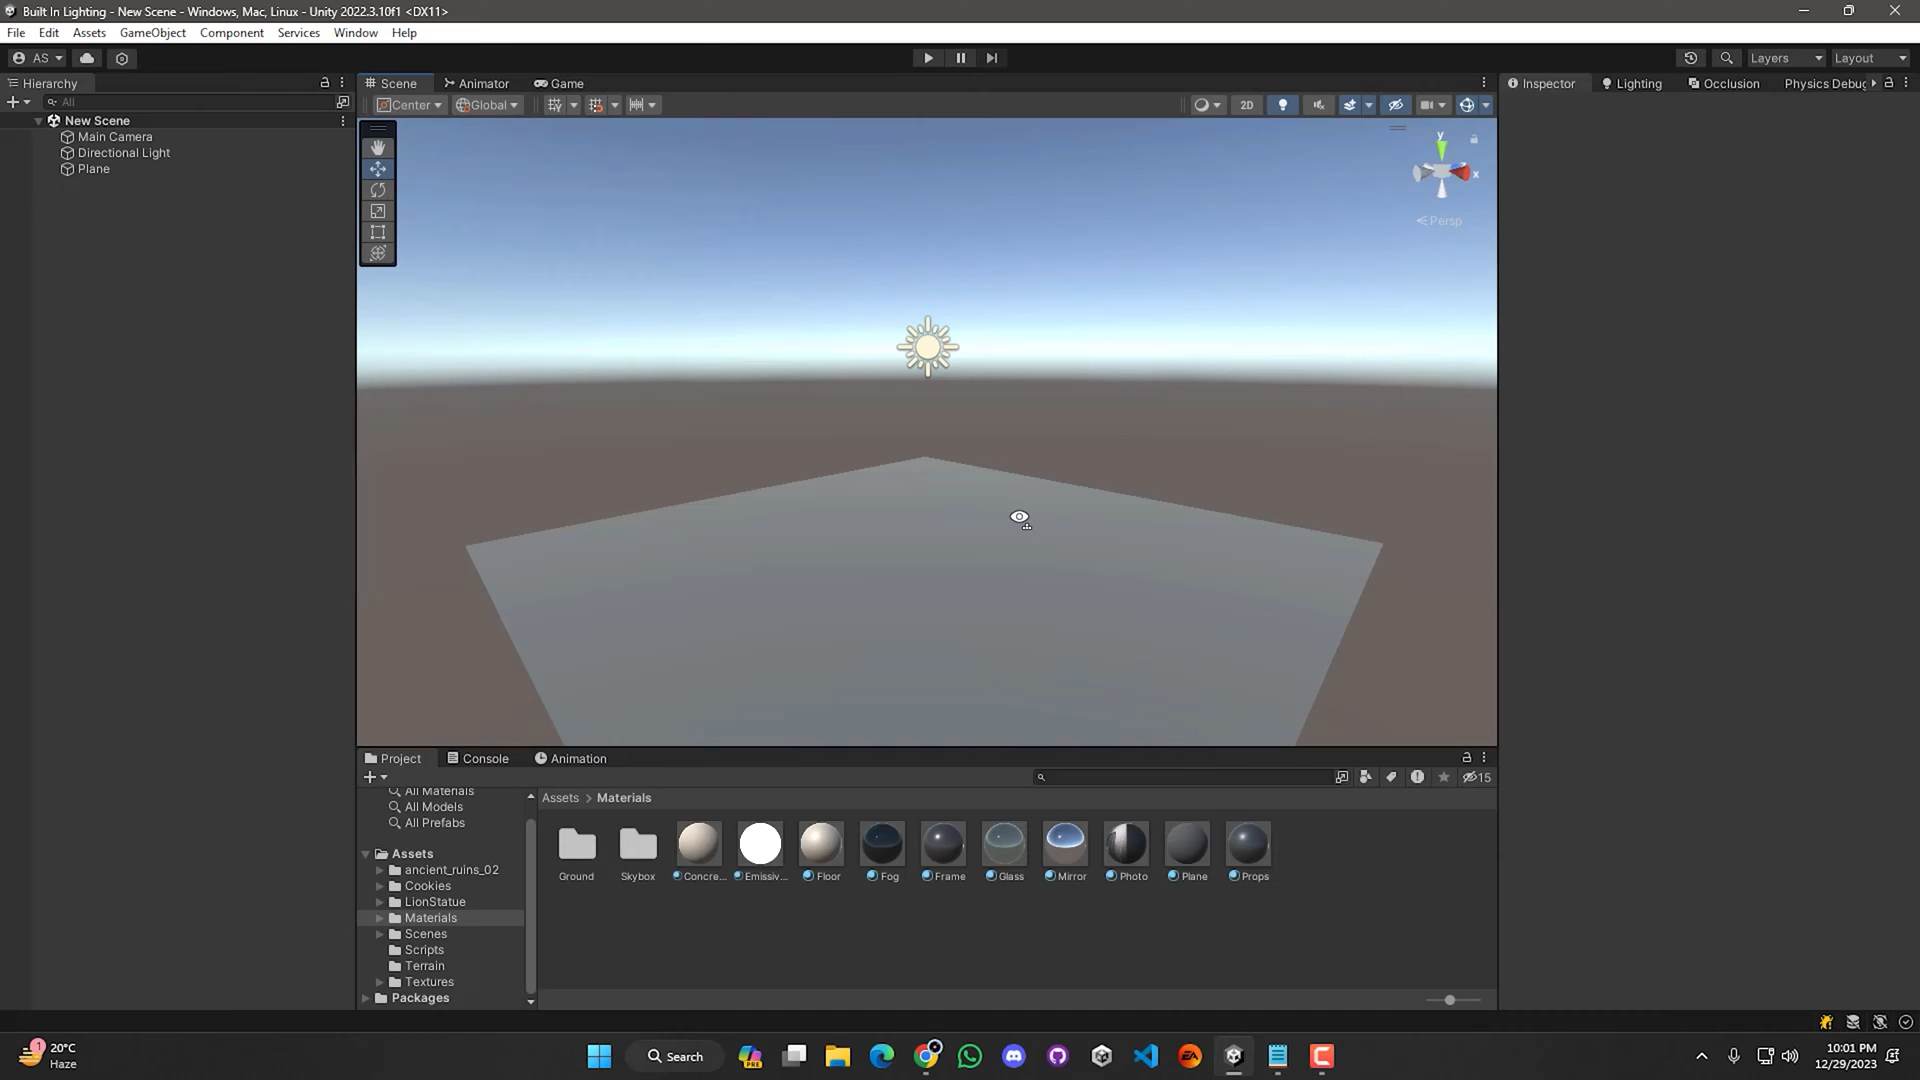 Built In Lighting - New Scene - Windows, Mac, Linux - Unity 2022.3.10f1 <DX11>
File Edit Assets GameObject Component Services Window Help
AS Layers Layout
Hierarchy Scene Animator Game Inspector Lighting Occlusion Physics Debug
All Center Global 2D
New Scene
Main Camera
Directional Light
Plane
y
x
Persp
Project Console Animation
15
All Materials
All Models
All Prefabs
Assets > Materials
Assets
ancient_ruins_02
Cookies
LionStatue
Materials
Scenes
Scripts
Terrain
Textures
Packages
Ground Skybox Concre... Emissiv... Floor Fog Frame Glass Mirror Photo Plane Props
1
20°C
Haze
Search
PRE
EA
10:01 PM
12/29/2023